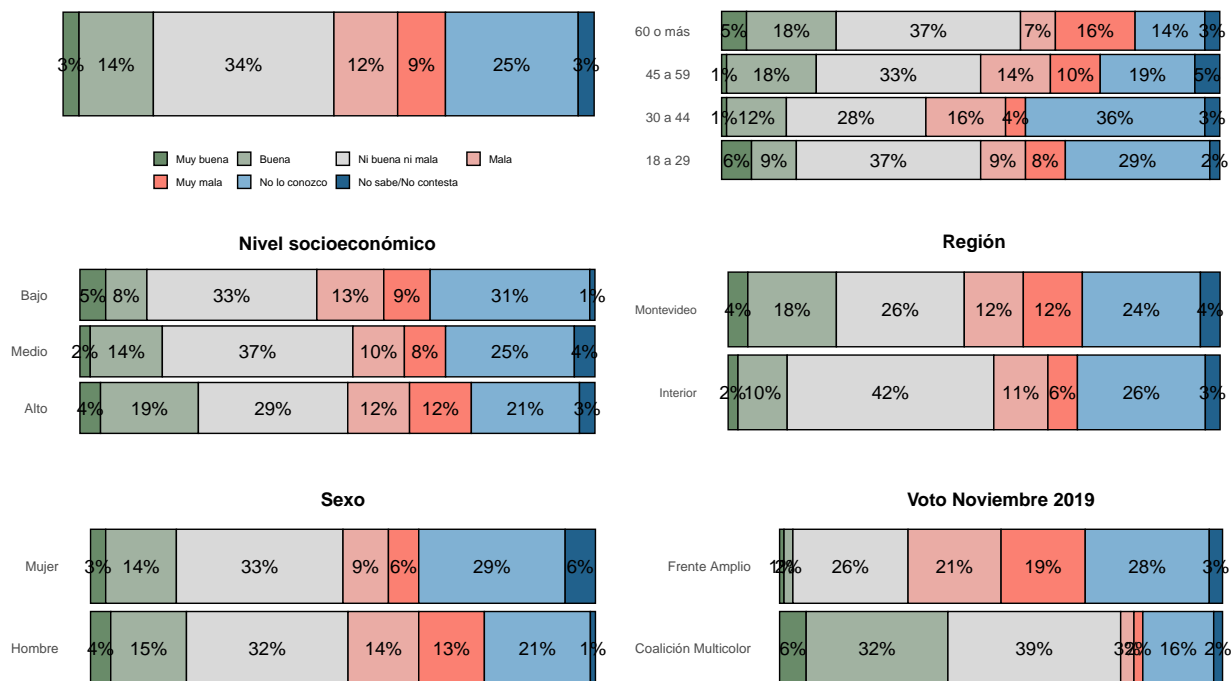 3% 14% 34% 12% 9% 25% 3%
Muy buena Buena Ni buena ni mala Mala
Muy mala No lo conozco No sabe/No contesta
60 o más 5% 18% 37% 7% 16% 14% 3%
45 a 59 1% 18% 33% 14% 10% 19% 5%
30 a 44 1% 12% 28% 16% 4% 36% 3%
18 a 29 6% 9% 37% 9% 8% 29% 2%
Nivel socioeconómico
Bajo 5% 8% 33% 13% 9% 31% 1%
Medio 2% 14% 37% 10% 8% 25% 4%
Alto 4% 19% 29% 12% 12% 21% 3%
Región
Montevideo 4% 18% 26% 12% 12% 24% 4%
Interior 2% 10% 42% 11% 6% 26% 3%
Sexo
Mujer 3% 14% 33% 9% 6% 29% 6%
Hombre 4% 15% 32% 14% 13% 21% 1%
Voto Noviembre 2019
Frente Amplio 1% 2% 26% 21% 19% 28% 3%
Coalición Multicolor 6% 32% 39% 3% 2% 16% 2%